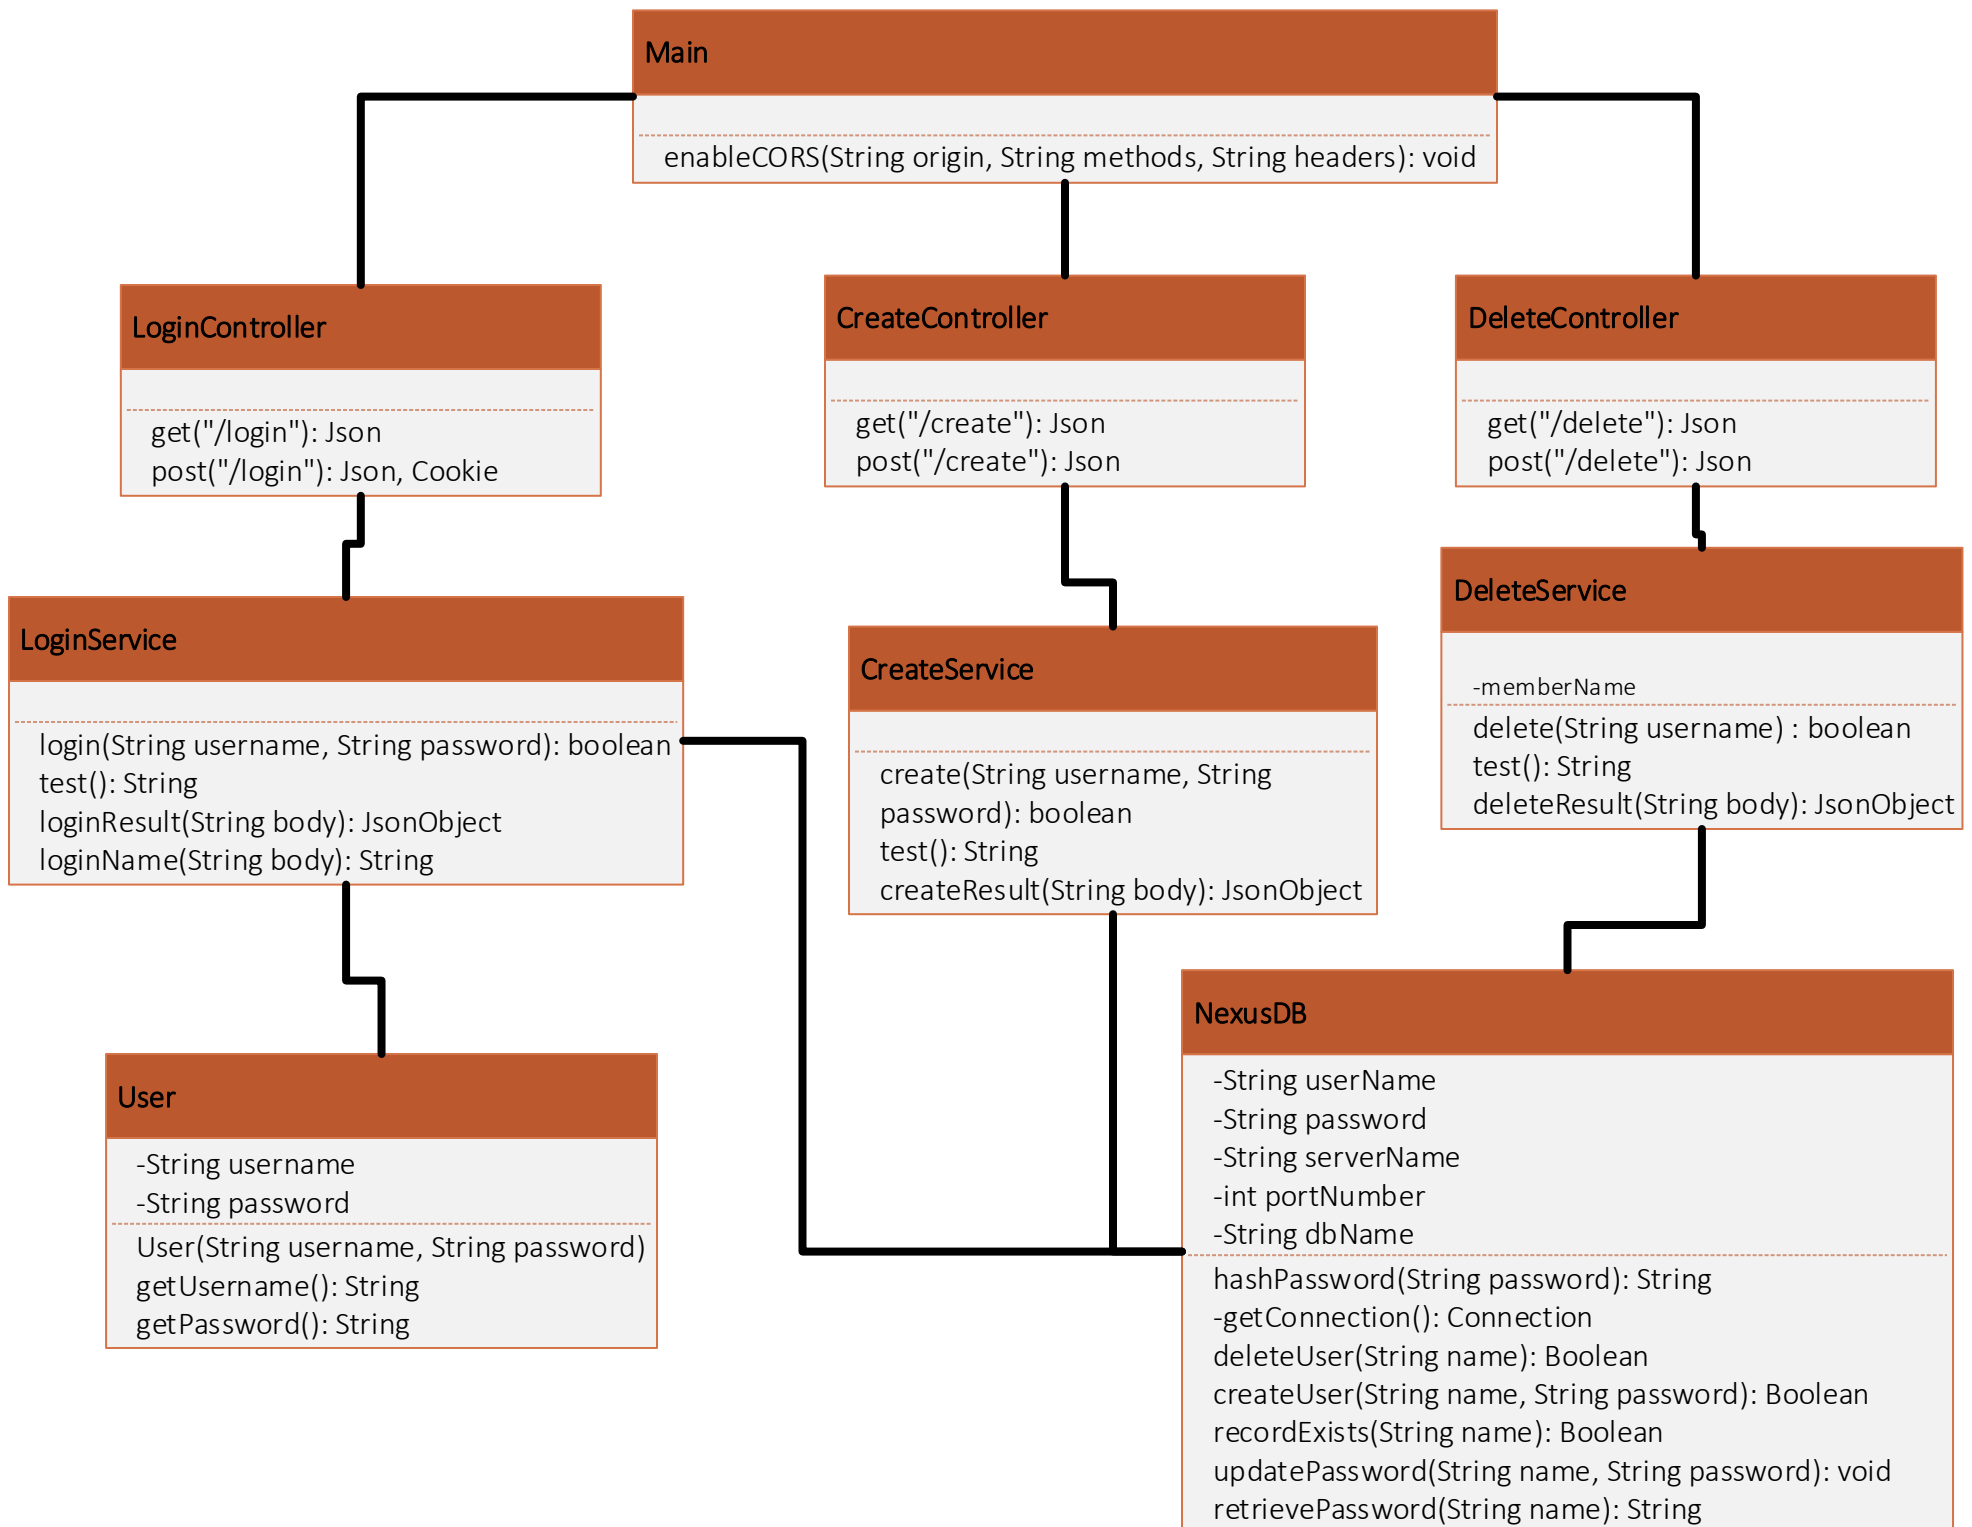 Main
enableCORS(String origin, String methods, String headers): void
LoginController
get("/login"): Json
post("/login"): Json, Cookie
CreateController
get("/create"): Json
post("/create"): Json
DeleteController
get("/delete"): Json
post("/delete"): Json
LoginService
login(String username, String password): boolean
test(): String
loginResult(String body): JsonObject
loginName(String body): String
CreateService
create(String username, String
password): boolean
test(): String
createResult(String body): JsonObject
DeleteService
-memberName
delete(String username) : boolean
test(): String
deleteResult(String body): JsonObject
User
-String username
-String password
User(String username, String password)
getUsername(): String
getPassword(): String
NexusDB
-String userName
-String password
-String serverName
-int portNumber
-String dbName
hashPassword(String password): String
-getConnection(): Connection
deleteUser(String name): Boolean
createUser(String name, String password): Boolean
recordExists(String name): Boolean
updatePassword(String name, String password): void
retrievePassword(String name): String